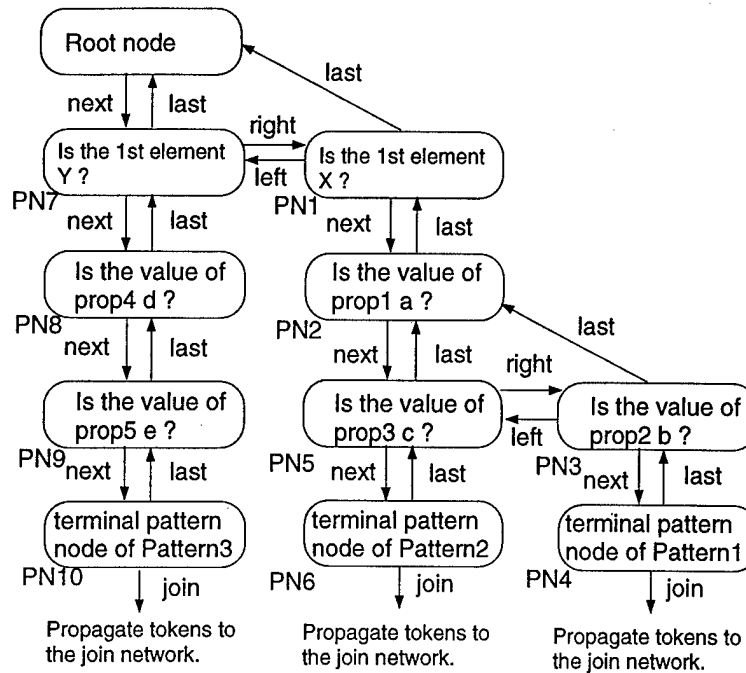 Root node
last
next
last
right
Is the 1st element
Y ?
Is the 1st element
X ?
left
PN7
PN1
next
last
next
last
Is the value of
prop4 d ?
Is the value of
prop1 a ?
PN8
PN2
last
next
last
next
last
right
Is the value of
prop5 e ?
Is the value of
prop3 c ?
left
Is the value of
prop2 b ?
PN9
PN5
PN3
next
last
next
last
next
last
terminal pattern
node of Pattern3
terminal pattern
node of Pattern2
terminal pattern
node of Pattern1
PN10
PN6
PN4
join
join
join
Propagate tokens to
the join network.
Propagate tokens to
the join network.
Propagate tokens to
the join network.